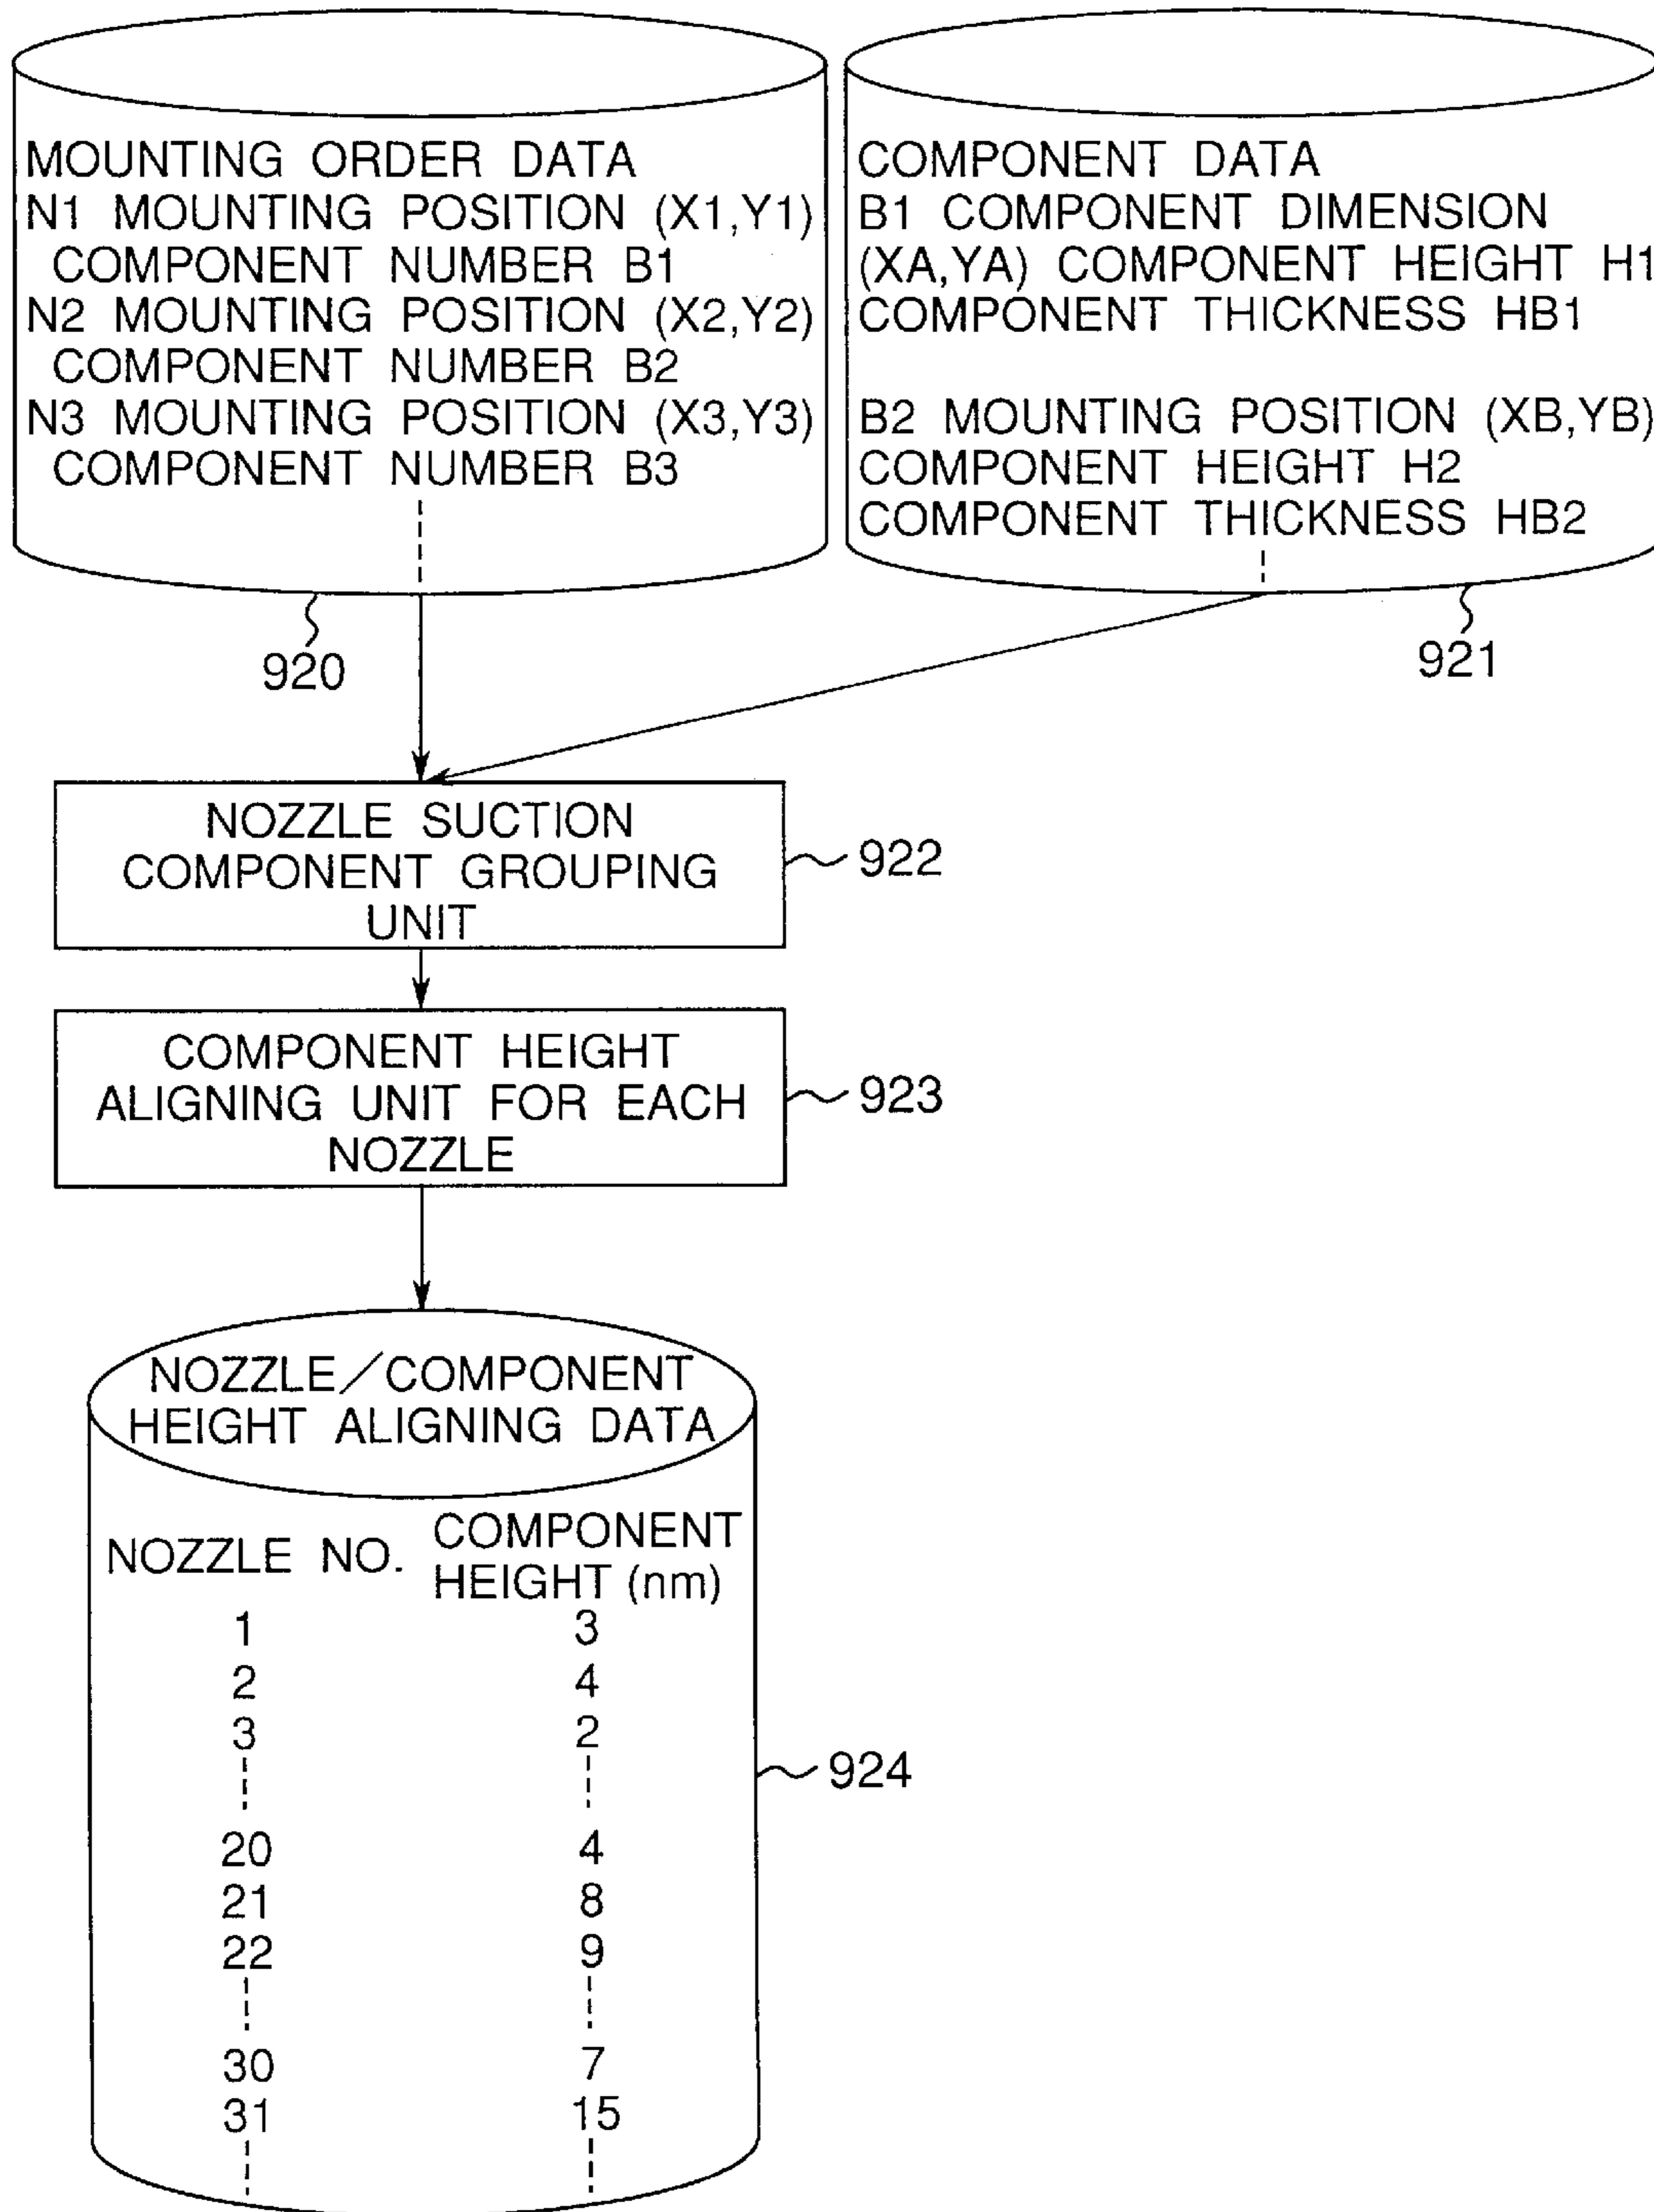 MOUNTING ORDER DATA
N1 MOUNTING POSITION (X1,Y1)
COMPONENT NUMBER B1
N2 MOUNTING POSITION (X2,Y2)
COMPONENT NUMBER B2
N3 MOUNTING POSITION (X3,Y3)
COMPONENT NUMBER B3
920
COMPONENT DATA
B1 COMPONENT DIMENSION
(XA,YA) COMPONENT HEIGHT H1
COMPONENT THICKNESS HB1
B2 MOUNTING POSITION (XB,YB)
COMPONENT HEIGHT H2
COMPONENT THICKNESS HB2
921
NOZZLE SUCTION
COMPONENT GROUPING
UNIT
922
COMPONENT HEIGHT
ALIGNING UNIT FOR EACH
NOZZLE
923
NOZZLE/COMPONENT
HEIGHT ALIGNING DATA
NOZZLE NO. COMPONENT
HEIGHT (nm)
1 3
2 4
3 2
20 4
21 8
22 9
30 7
31 15
924